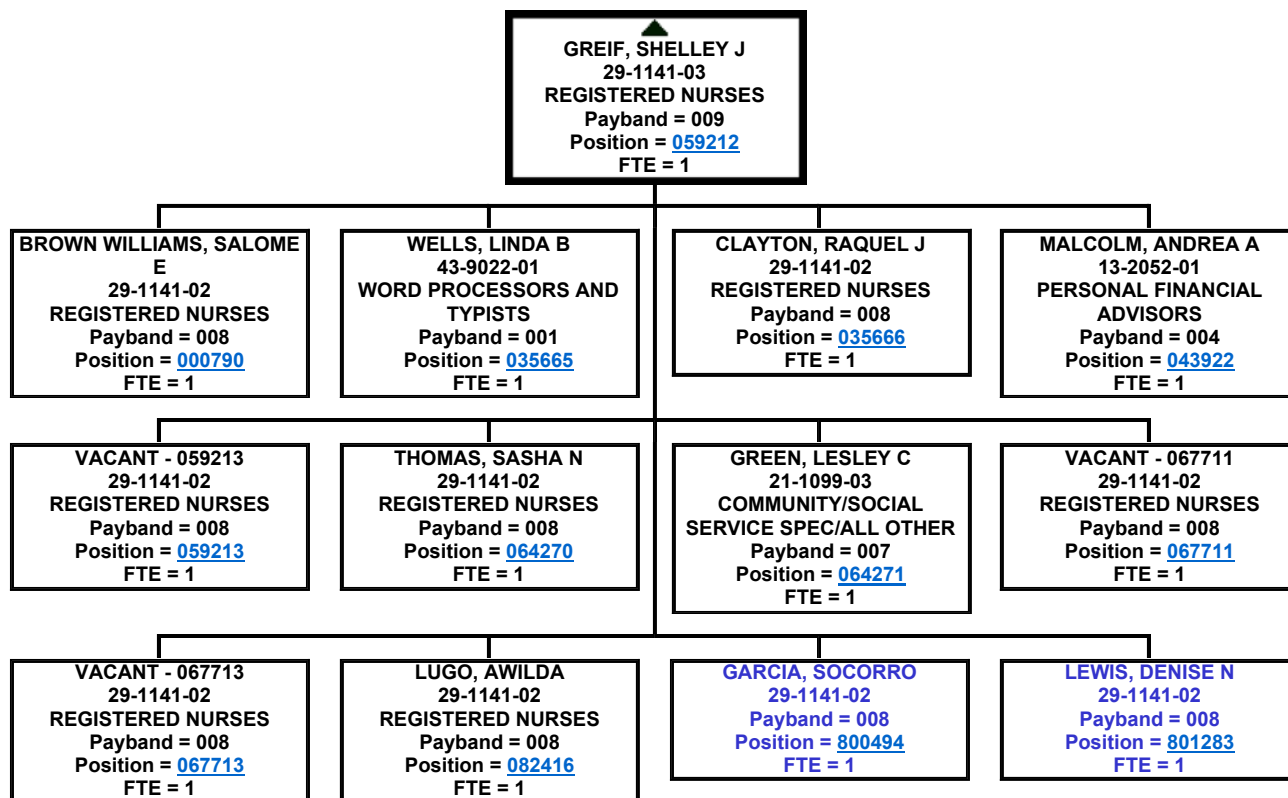 GREIF, SHELLEY J
29-1141-03
REGISTERED NURSES
Payband = 009
Position = 059212
FTE = 1
BROWN WILLIAMS, SALOME
E
29-1141-02
REGISTERED NURSES
Payband = 008
Position = 000790
FTE = 1
WELLS, LINDA B
43-9022-01
WORD PROCESSORS AND
TYPISTS
Payband = 001
Position = 035665
FTE = 1
CLAYTON, RAQUEL J
29-1141-02
REGISTERED NURSES
Payband = 008
Position = 035666
FTE = 1
MALCOLM, ANDREA A
13-2052-01
PERSONAL FINANCIAL
ADVISORS
Payband = 004
Position = 043922
FTE = 1
VACANT - 059213
29-1141-02
REGISTERED NURSES
Payband = 008
Position = 059213
FTE = 1
THOMAS, SASHA N
29-1141-02
REGISTERED NURSES
Payband = 008
Position = 064270
FTE = 1
GREEN, LESLEY C
21-1099-03
COMMUNITY/SOCIAL
SERVICE SPEC/ALL OTHER
Payband = 007
Position = 064271
FTE = 1
VACANT - 067711
29-1141-02
REGISTERED NURSES
Payband = 008
Position = 067711
FTE = 1
VACANT - 067713
29-1141-02
REGISTERED NURSES
Payband = 008
Position = 067713
FTE = 1
LUGO, AWILDA
29-1141-02
REGISTERED NURSES
Payband = 008
Position = 082416
FTE = 1
GARCIA, SOCORRO
29-1141-02
Payband = 008
Position = 800494
FTE = 1
LEWIS, DENISE N
29-1141-02
Payband = 008
Position = 801283
FTE = 1